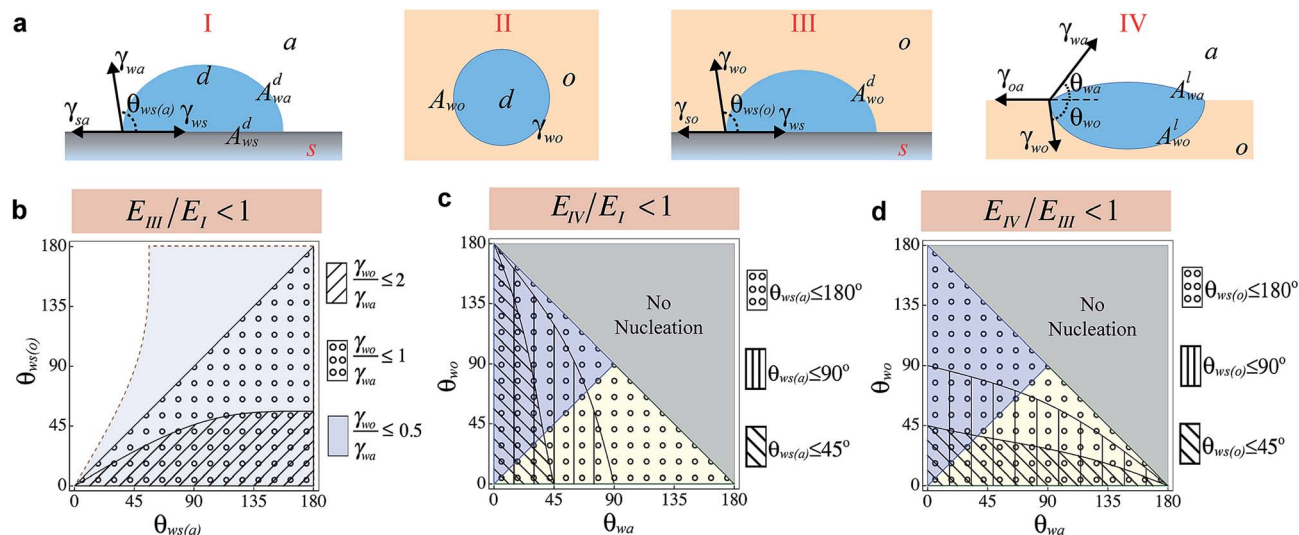 a
I
II
III
IV
γwa
d
a
Adwa
γsa
θws(a)
γws
Adws
s
Awo
d
o
γwo
γwo
o
Adwo
γso
θws(o)
γws
s
γwa
a
γoa
θwa
Alwa
θwo
γwo
Alwo
o
b
EIII/EI < 1
180
135
90
45
0
0 45 90 135 180
θws(o)
θws(a)
γwo/γwa ≤ 2
γwo/γwa ≤ 1
γwo/γwa ≤ 0.5
c
EIV/EI < 1
180
135
90
45
0
0 45 90 135 180
θwo
θwa
No
Nucleation
θws(a)≤180°
θws(a)≤90°
θws(a)≤45°
d
EIV/EIII < 1
180
135
90
45
0
0 45 90 135 180
θwo
θwa
No
Nucleation
θws(o)≤180°
θws(o)≤90°
θws(o)≤45°